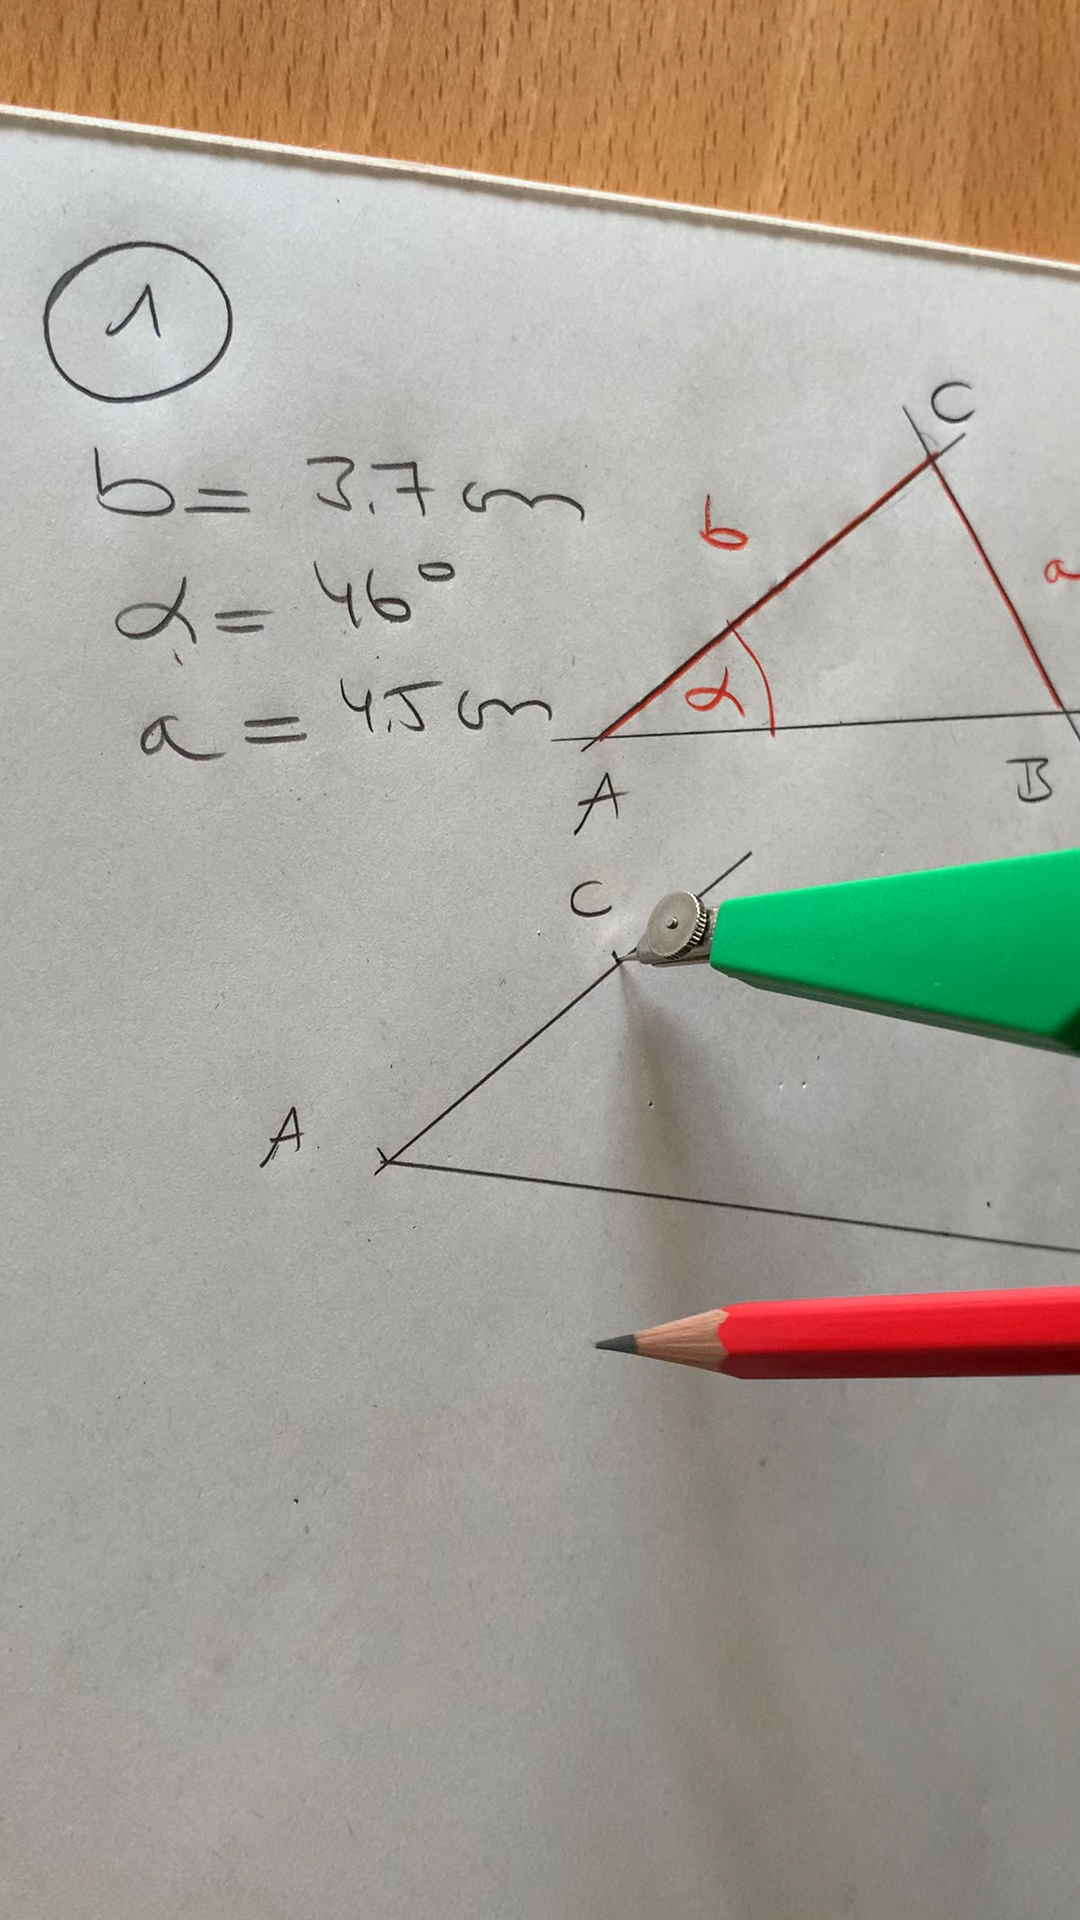 1
b = 3.7 cm
α = 46°
a = 4.5 cm
C
b
a
α
A
B
C
A